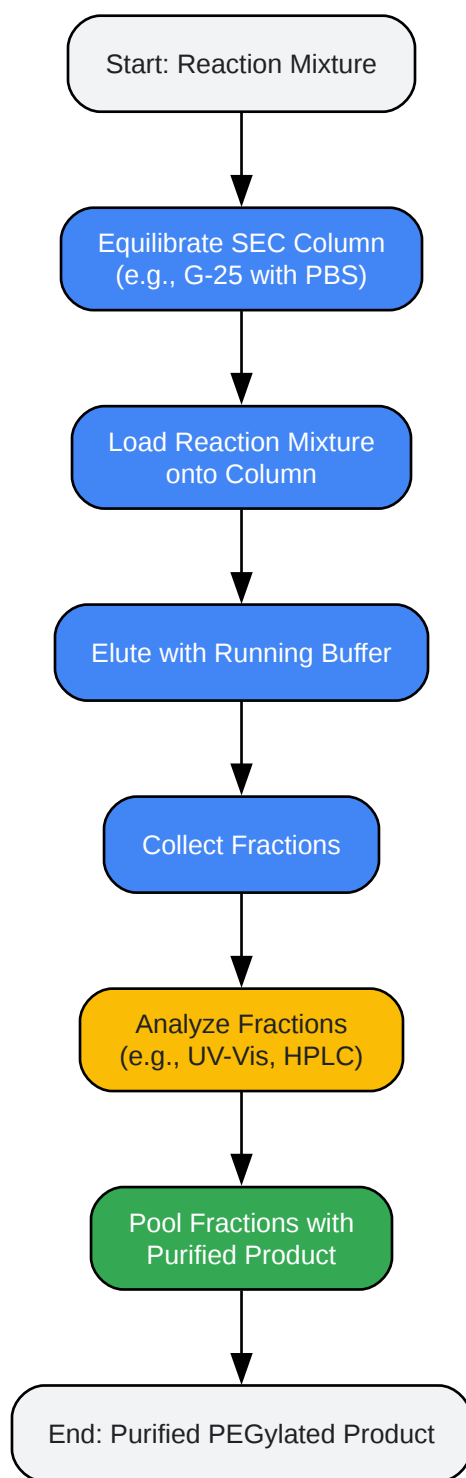 Start: Reaction Mixture
Equilibrate SEC Column
(e.g., G-25 with PBS)
Load Reaction Mixture
onto Column
Elute with Running Buffer
Collect Fractions
Analyze Fractions
(e.g., UV-Vis, HPLC)
Pool Fractions with
Purified Product
End: Purified PEGylated Product